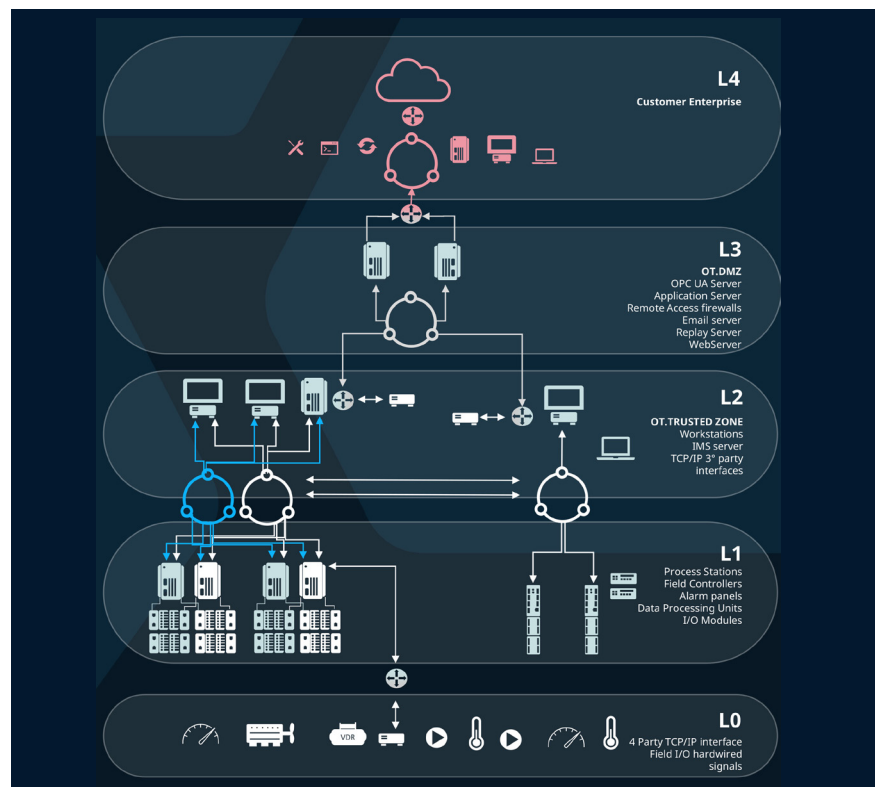 L4
Customer Enterprise
L3
OT.DMZ
OPC UA Server
Application Server
Remote Access firewalls
Email server
Replay Server
WebServer
L2
OT.TRUSTED ZONE
Workstations
IMS server
TCP/IP 3° party
interfaces
L1
Process Stations
Field Controllers
Alarm panels
Data Processing Units
I/O Modules
L0
VDR
4 Party TCP/IP interface
Field I/O hardwired
signals